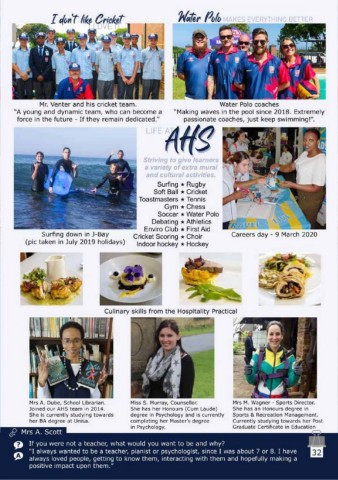 I don't like Cricket
Water Polo MAKES EVERYTHING BETTER
Mr. Venter and his cricket team.
"A young and dynamic team, who can become a
force in the future - If they remain dedicated."
Water Polo coaches
"Making waves in the pool since 2018. Extremely
passionate coaches, just keep swimming!".
LIFE AT
AHS
Striving to give learners
a variety of extra mural
and cultural activities.
Surfing ★ Rugby
Soft Ball ★ Cricket
Toastmasters ★ Tennis
Gym ★ Chess
Soccer ★ Water Polo
Debating ★ Athletics
Enviro Club ★ First Aid
Cricket Scoring ★ Choir
Indoor hockey ★ Hockey
Surfing down in J-Bay
(pic taken in July 2019 holidays)
Careers day - 9 March 2020
Culinary skills from the Hospitality Practical
Mrs A. Dube, School Librarian.
Joined our AHS team in 2014.
She is currently studying towards
her BA degree at Unisa.
Miss S. Murray, Counsellor.
She has her Honours (Cum Laude)
degree in Psychology and is currently
completing her Master's degree
in Psychology.
Mrs M. Wagner - Sports Director.
She has an Honours degree in
Sports & Recreation Management.
Currently studying towards her Post
Graduate Certificate in Education
Mrs A. Scott
? If you were not a teacher, what would you want to be and why?
A "I always wanted to be a teacher, pianist or psychologist, since I was about 7 or 8. I have
always loved people, getting to know them, interacting with them and hopefully making a
positive impact upon them."
32